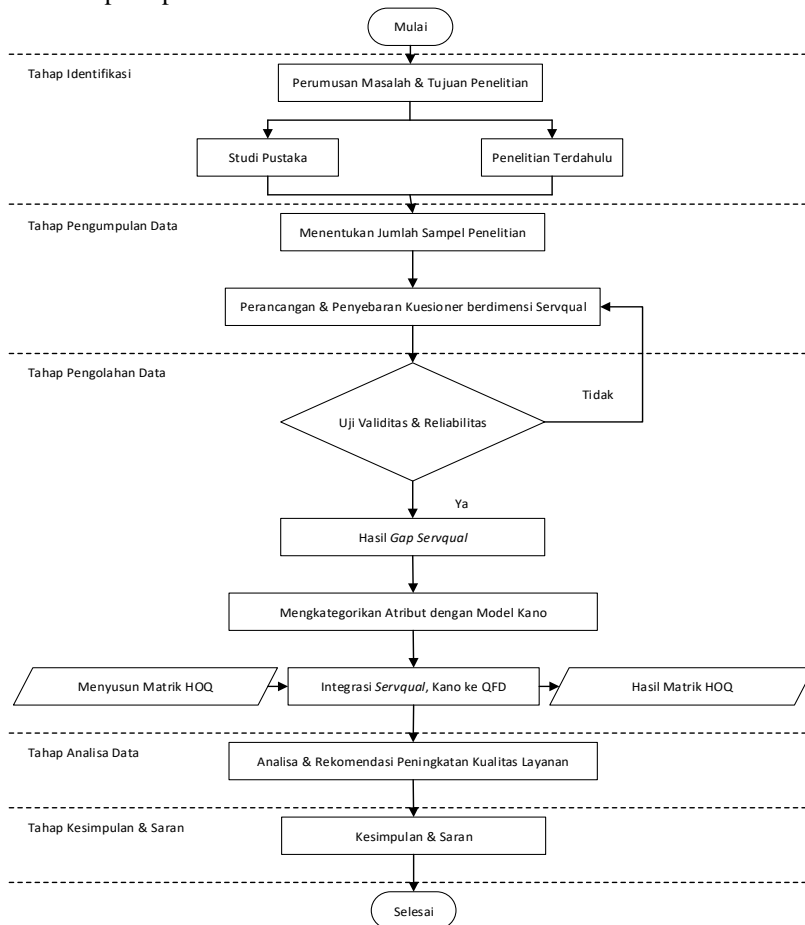 Mulai
Tahap Identifikasi
Perumusan Masalah & Tujuan Penelitian
Studi Pustaka
Penelitian Terdahulu
Tahap Pengumpulan Data
Menentukan Jumlah Sampel Penelitian
Perancangan & Penyebaran Kuesioner berdimensi Servqual
Tahap Pengolahan Data
Tidak
Uji Validitas & Reliabilitas
Ya
Hasil Gap Servqual
Mengkategorikan Atribut dengan Model Kano
Menyusun Matrik HOQ
Integrasi Servqual, Kano ke QFD
Hasil Matrik HOQ
Tahap Analisa Data
Analisa & Rekomendasi Peningkatan Kualitas Layanan
Tahap Kesimpulan & Saran
Kesimpulan & Saran
Selesai